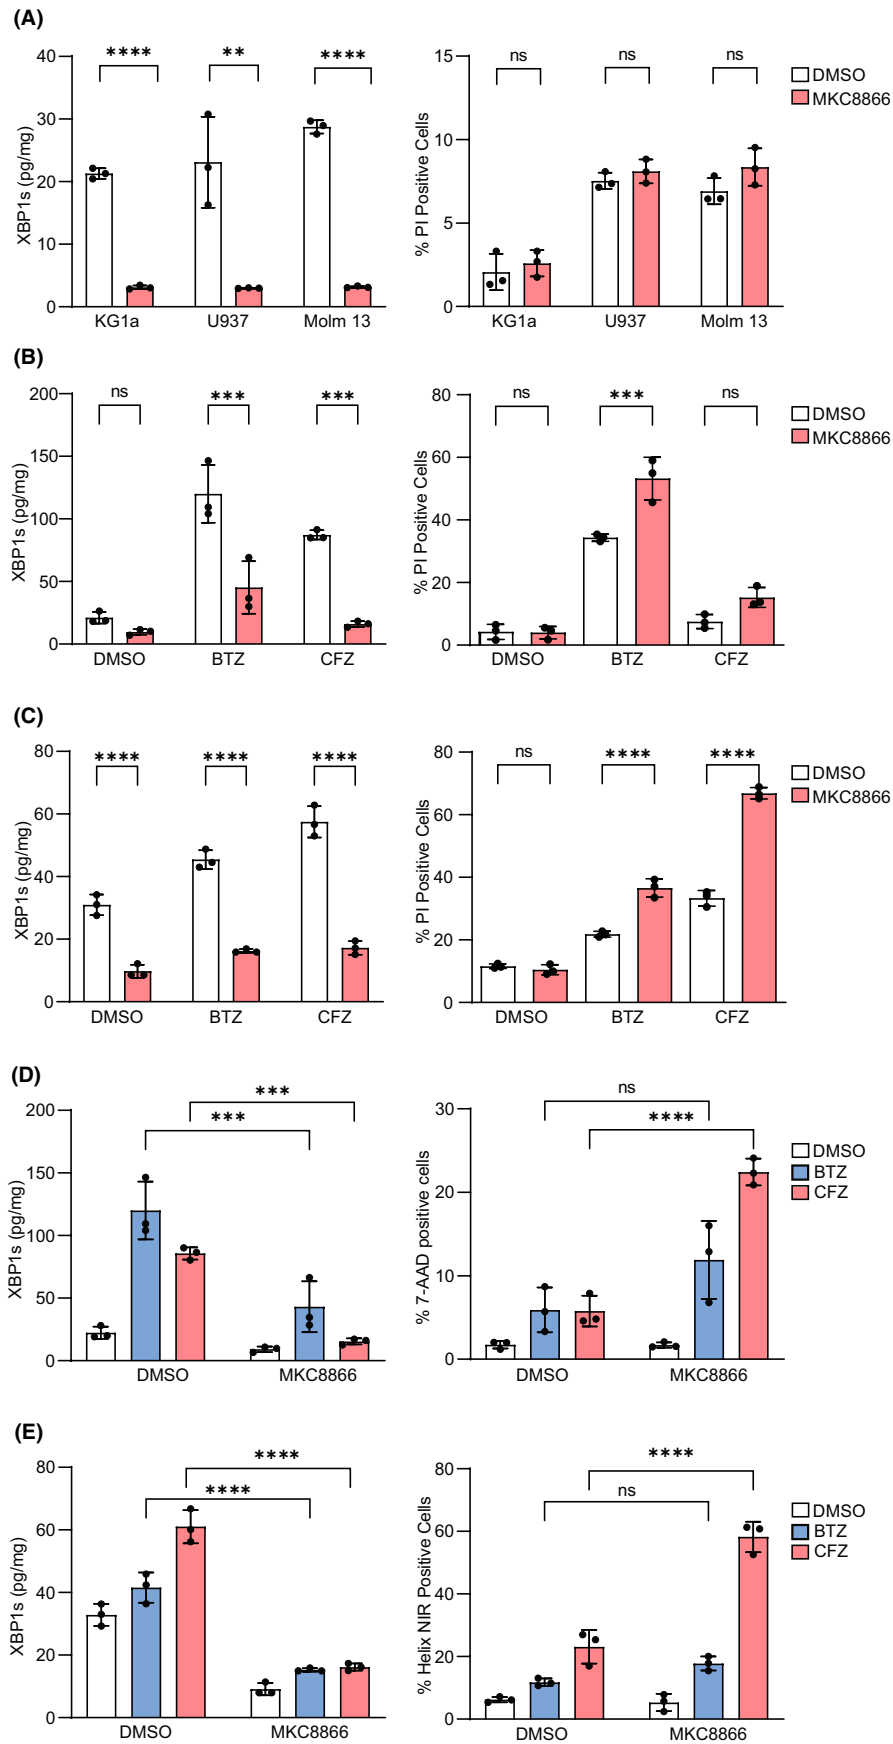 (A)
**** ** ****
XBP1s (pg/mg)
40
30
20
10
0
KG1a U937 Molm 13
ns ns ns
% PI Positive Cells
15
10
5
0
KG1a U937 Molm 13
DMSO
MKC8866
(B)
ns *** ***
XBP1s (pg/mg)
200
150
100
50
0
DMSO BTZ CFZ
ns *** ns
% PI Positive Cells
80
60
40
20
0
DMSO BTZ CFZ
DMSO
MKC8866
(C)
**** **** ****
XBP1s (pg/mg)
80
60
40
20
0
DMSO BTZ CFZ
ns **** ****
% PI Positive Cells
80
60
40
20
0
DMSO BTZ CFZ
DMSO
MKC8866
(D)
***
***
XBP1s (pg/mg)
200
150
100
50
0
DMSO MKC8866
ns
****
% 7-AAD positive cells
30
20
10
0
DMSO MKC8866
DMSO
BTZ
CFZ
(E)
****
****
XBP1s (pg/mg)
80
60
40
20
0
DMSO MKC8866
****
ns
% Helix NIR Positive Cells
80
60
40
20
0
DMSO MKC8866
DMSO
BTZ
CFZ